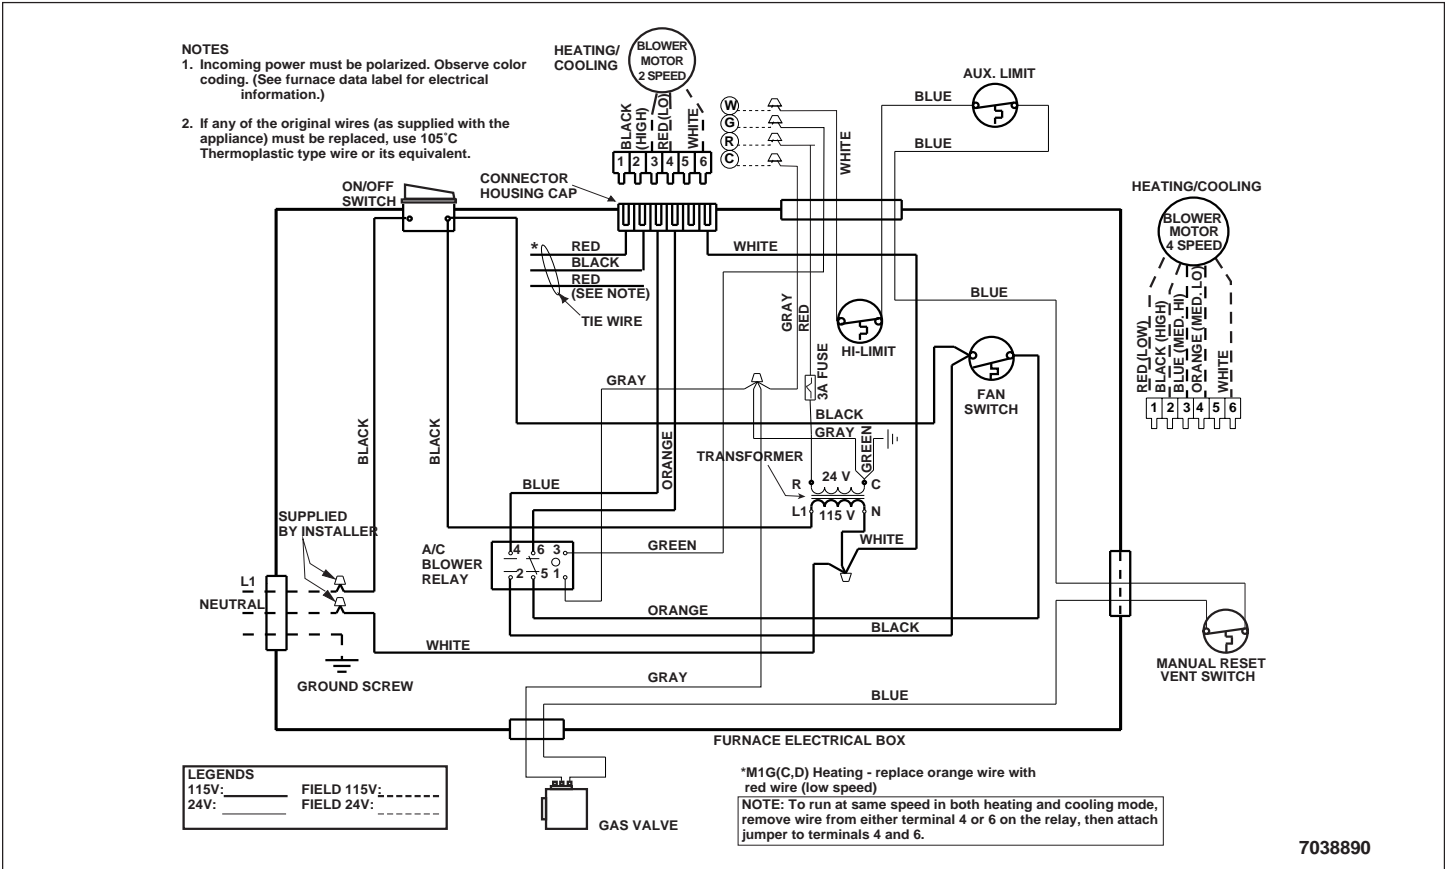 NOTES
1. Incoming power must be polarized. Observe color
coding. (See furnace data label for electrical
information.)
2. If any of the original wires (as supplied with the
appliance) must be replaced, use 105˚C
Thermoplastic type wire or its equivalent.
HEATING/
COOLING
BLOWER
MOTOR
2 SPEED
BLACK
(HIGH)
RED (LO)
WHITE
1 2 3 4 5 6
W
G
R
C
WHITE
AUX. LIMIT
BLUE
BLUE
ON/OFF
SWITCH
CONNECTOR
HOUSING CAP
HEATING/COOLING
BLOWER
MOTOR
4 SPEED
RED (LOW)
BLACK (HIGH)
BLUE (MED. HI)
ORANGE (MED. LO)
WHITE
1 2 3 4 5 6
* RED
BLACK
RED
(SEE NOTE)
TIE WIRE
WHITE
GRAY
RED
HI-LIMIT
BLUE
3A FUSE
FAN
SWITCH
GRAY
BLACK
BLACK
BLACK
ORANGE
GRAY
GREEN
TRANSFORMER
R 24 V C
L1 115 V N
BLUE
WHITE
SUPPLIED
BY INSTALLER
A/C
BLOWER
RELAY
4 6 3
2 5 1
GREEN
L1
NEUTRAL
ORANGE
BLACK
WHITE
GROUND SCREW
GRAY
BLUE
MANUAL RESET
VENT SWITCH
FURNACE ELECTRICAL BOX
LEGENDS
115V: FIELD 115V:
24V: FIELD 24V:
GAS VALVE
*M1G(C,D) Heating - replace orange wire with
red wire (low speed)
NOTE: To run at same speed in both heating and cooling mode,
remove wire from either terminal 4 or 6 on the relay, then attach
jumper to terminals 4 and 6.
7038890